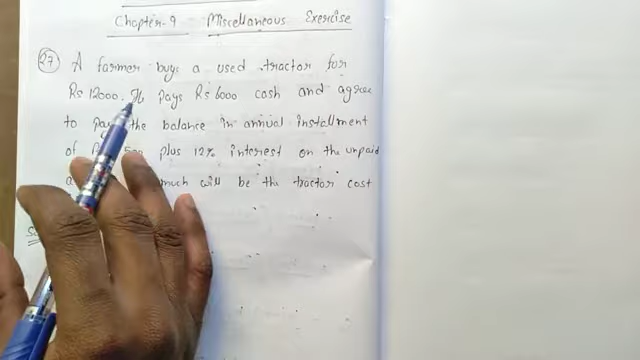 Chapter-9 Miscellaneous Exercise
27 A farmer buys a used tractor for
Rs 12000. He pays Rs 6000 cash and agree
to pay the balance in annual installment
of 500 plus 12% interest on the unpaid
much will be the tractor cost